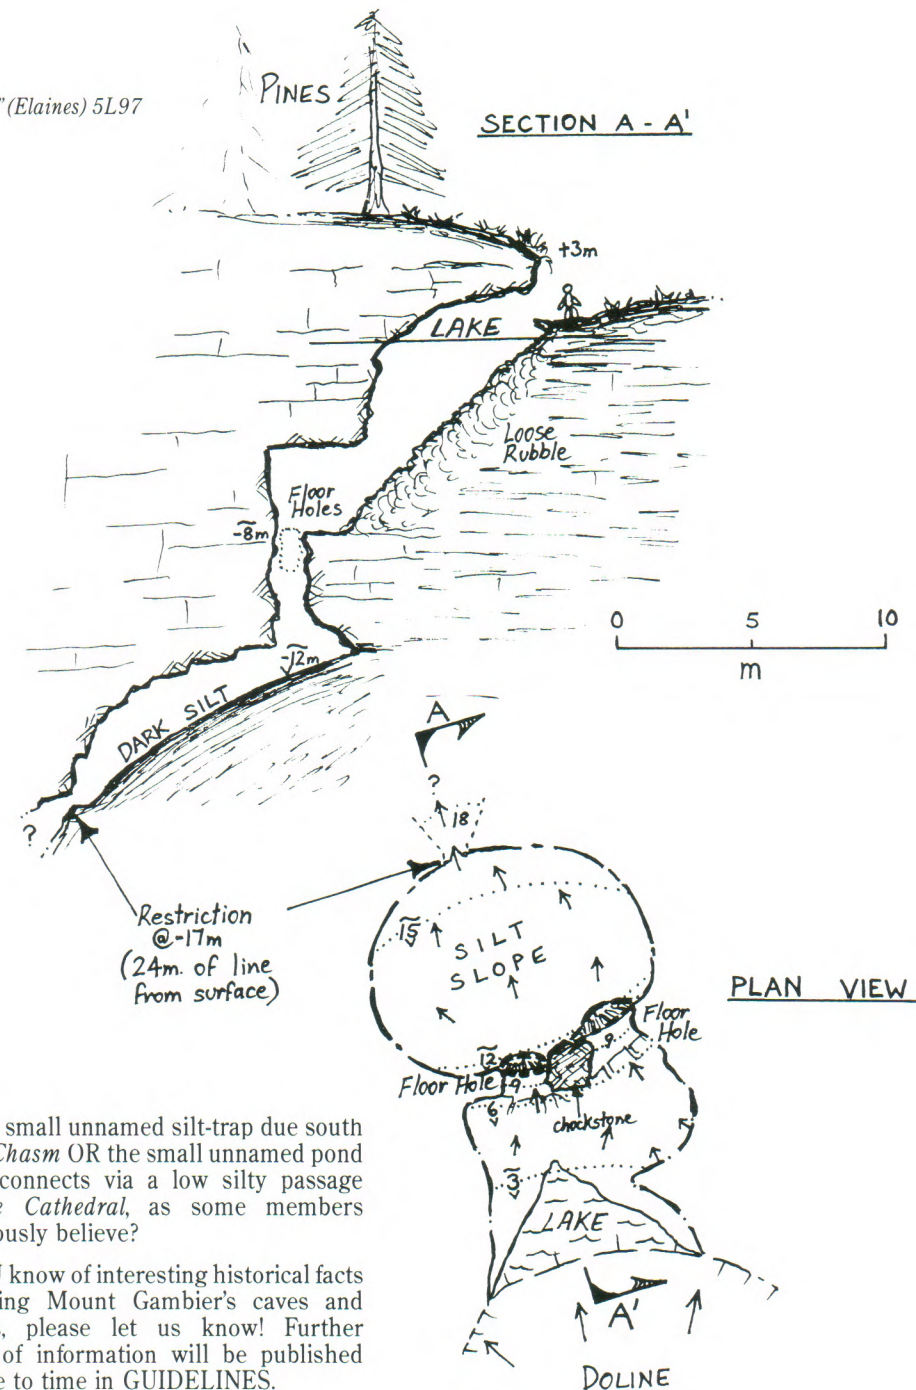 " (Elaines) 5L97
PINES
SECTION A - A'
+3m
LAKE
Loose
Rubble
Floor
Holes
-8m
0 5 10
m
-12m
DARK SILT
?
Restriction
@-17m
(24m. of line
from surface)
A
?
18
15
SILT
SLOPE
PLAN VIEW
Floor
Hole
9
12
Floor Hole
9
6
chockstone
3
LAKE
A'
DOLINE
small unnamed silt-trap due south
Chasm OR the small unnamed pond
connects via a low silty passage
Cathedral, as some members
ously believe?
know of interesting historical facts
ing Mount Gambier's caves and
, please let us know! Further
of information will be published
e to time in GUIDELINES.